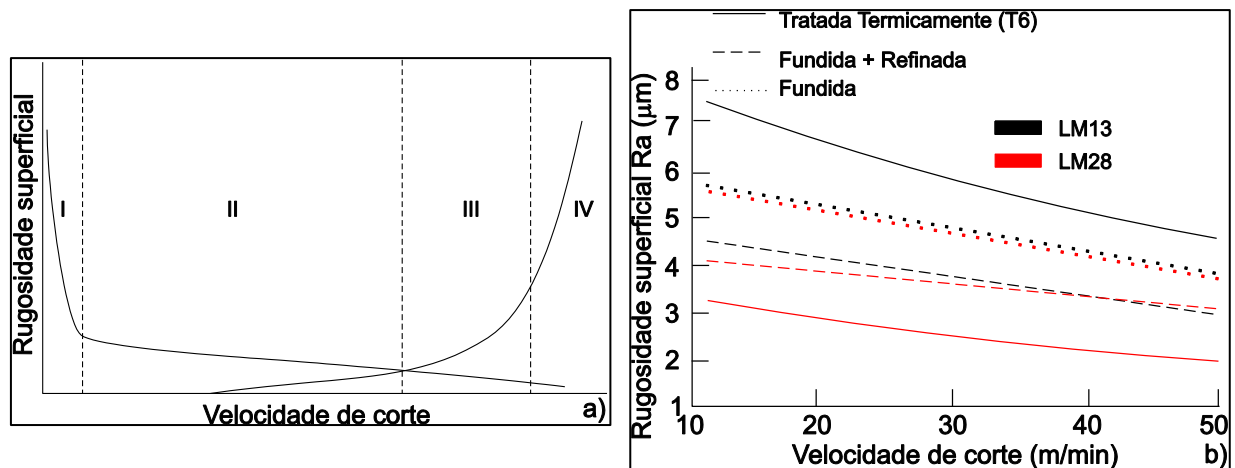 Rugosidade superficial
I
II
III
IV
Velocidade de corte
a)
Tratada Termicamente (T6)
Fundida + Refinada
Fundida
LM13
LM28
Rugosidade superficial Ra (μm)
8
7
6
5
4
3
2
1
10
20
30
40
50
Velocidade de corte (m/min)
b)